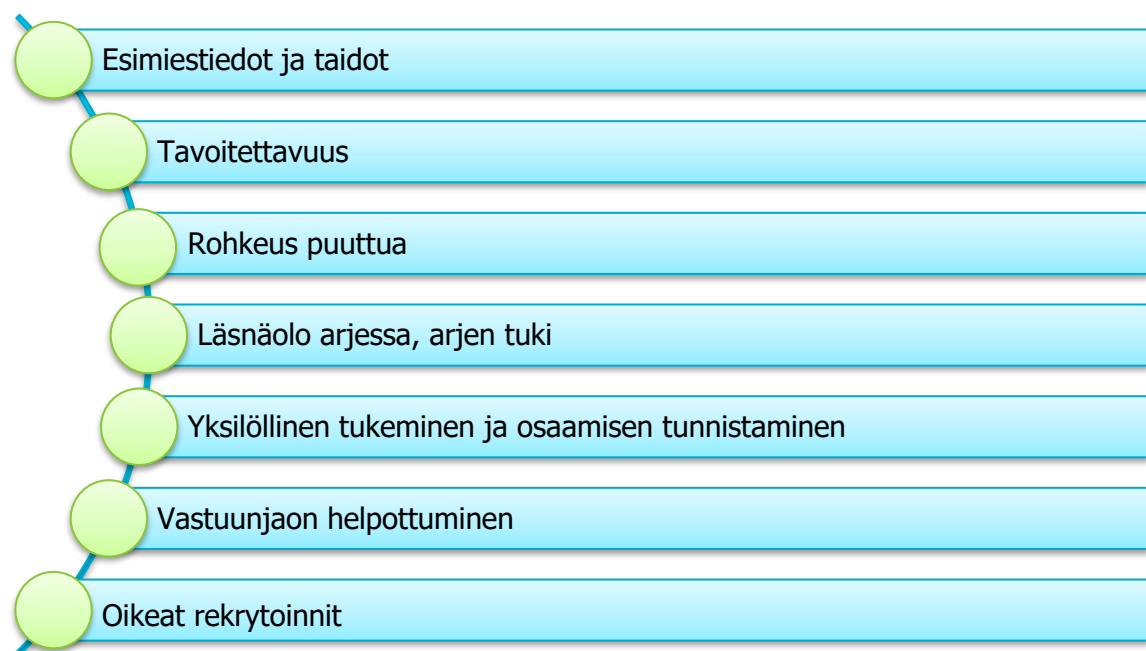 Esimiestiedot ja taidot
Tavoitettavuus
Rohkeus puuttua
Läsnäolo arjessa, arjen tuki
Yksilöllinen tukeminen ja osaamisen tunnistaminen
Vastuunjaon helpottuminen
Oikeat rekrytoinnit